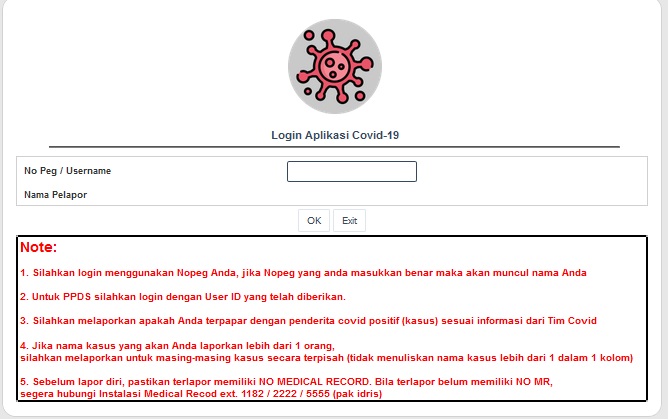 Login Aplikasi Covid-19
No Peg / Username
Nama Pelapor
OK Exit
Note:
1. Silahkan login menggunakan Nopeg Anda, jika Nopeg yang anda masukkan benar maka akan muncul nama Anda
2. Untuk PPDS silahkan login dengan User ID yang telah diberikan.
3. Silahkan melaporkan apakah Anda terpapar dengan penderita covid positif (kasus) sesuai informasi dari Tim Covid
4. Jika nama kasus yang akan Anda laporkan lebih dari 1 orang,
silahkan melaporkan untuk masing-masing kasus secara terpisah (tidak menuliskan nama kasus lebih dari 1 dalam 1 kolom)
5. Sebelum lapor diri, pastikan terlapor memiliki NO MEDICAL RECORD. Bila terlapor belum memiliki NO MR,
segera hubungi Instalasi Medical Recod ext. 1182 / 2222 / 5555 (pak idris)